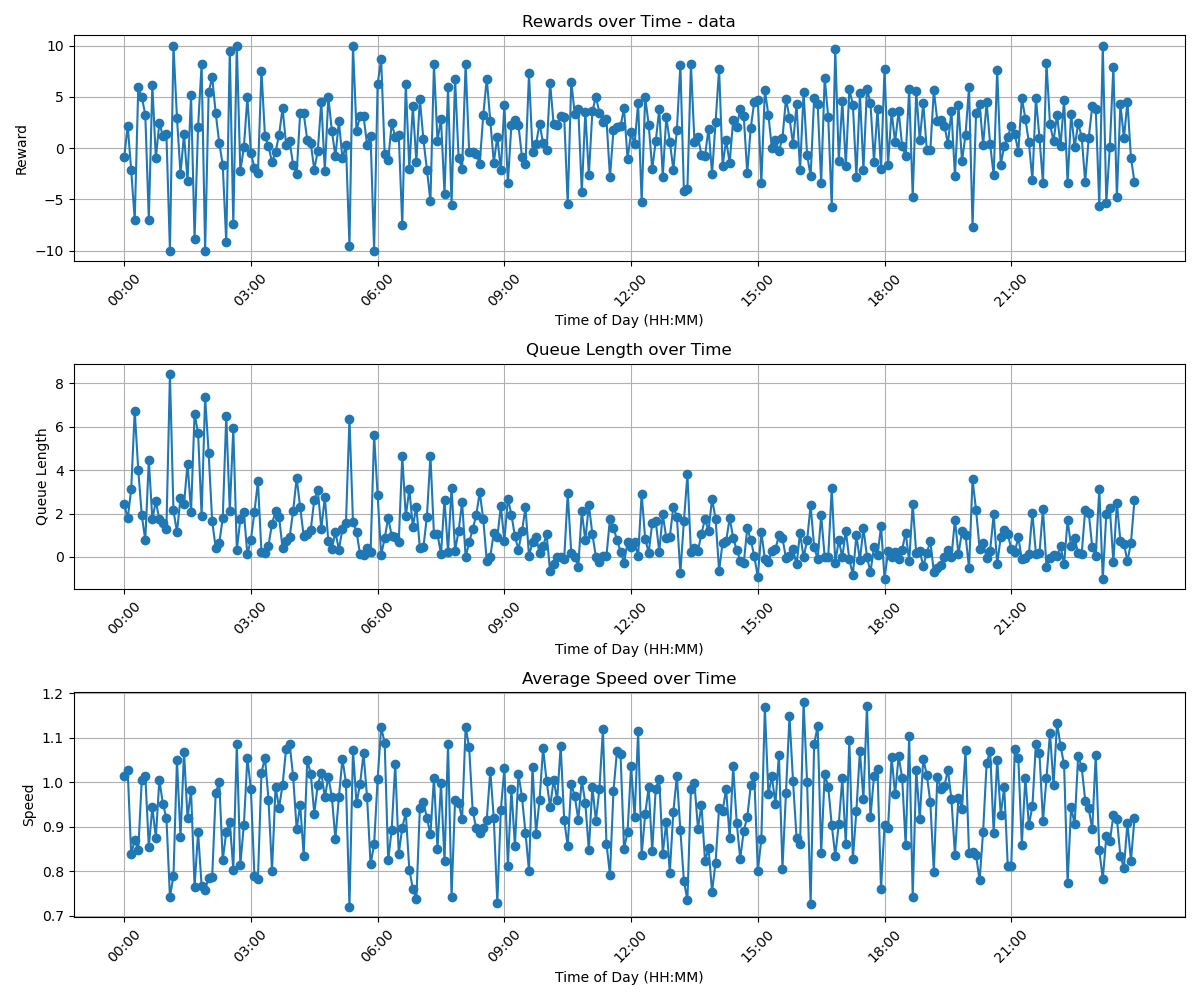 Rewards over Time - data
Reward
10
5
0
−5
−10
00:00 03:00 06:00 09:00 12:00 15:00 18:00 21:00
Time of Day (HH:MM)
Queue Length over Time
Queue Length
8
6
4
2
0
00:00 03:00 06:00 09:00 12:00 15:00 18:00 21:00
Time of Day (HH:MM)
Average Speed over Time
Speed
1.2
1.1
1.0
0.9
0.8
0.7
00:00 03:00 06:00 09:00 12:00 15:00 18:00 21:00
Time of Day (HH:MM)